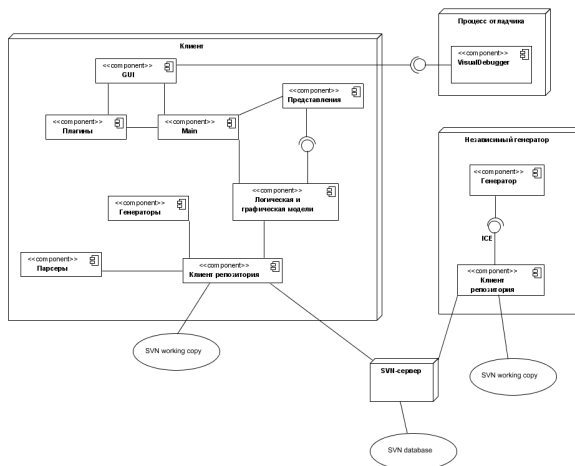 Клиент
<<component>>
GUI
<<component>>
Плагины
<<component>>
Main
<<component>>
Представления
<<component>>
Логическая и
графическая модели
<<component>>
Генераторы
<<component>>
Парсеры
<<component>>
Клиент репозитория
SVN working copy
Процесс отладчика
<<component>>
VisualDebugger
Независимый генератор
<<component>>
Генератор
ICE
<<component>>
Клиент
репозитория
SVN working copy
SVN-сервер
SVN database